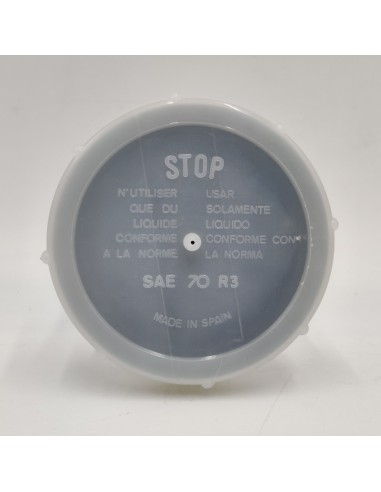 STOP
N'UTILISER USAR
QUE DU SOLAMENTE
LIQUIDE LIQUIDO
CONFORME CONFORME CON
A LA NORME LA NORMA
SAE 70 R3
MADE IN SPAIN